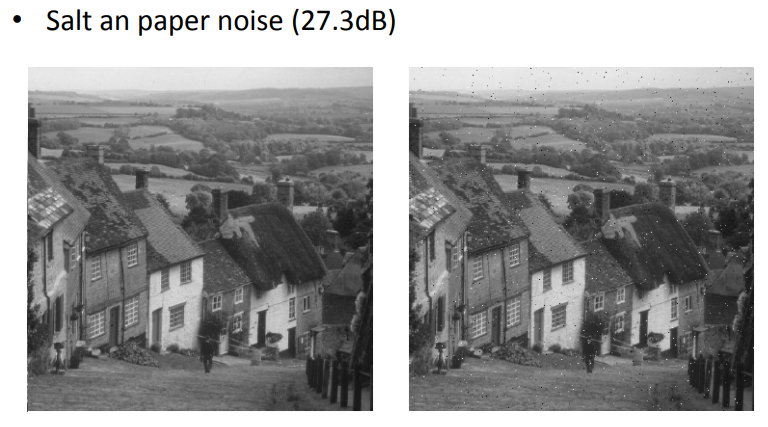 • Salt an paper noise (27.3dB)